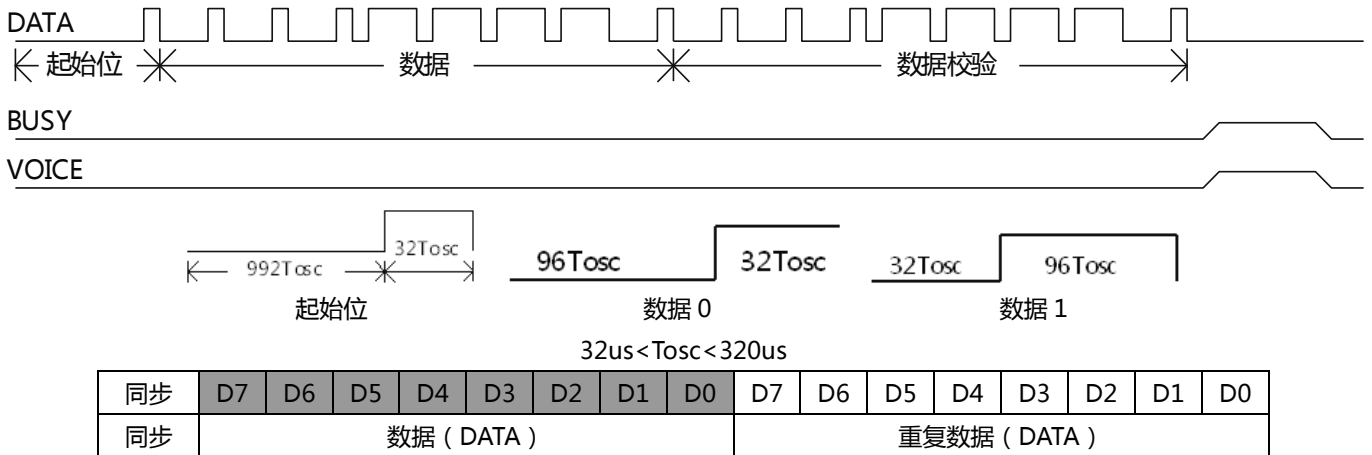 DATA
起始位 数据 数据校验
BUSY
VOICE
992Tosc 32Tosc 96Tosc 32Tosc 32Tosc 96Tosc
起始位 数据 0 数据 1
32us<Tosc<320us
同步 D7 D6 D5 D4 D3 D2 D1 D0 D7 D6 D5 D4 D3 D2 D1 D0
同步 数据（DATA） 重复数据（DATA）